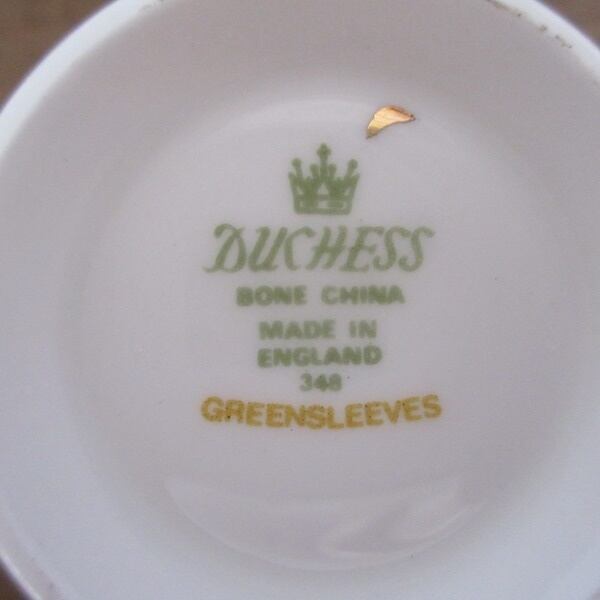 DUCHESS
BONE CHINA
MADE IN
ENGLAND
348
GREENSLEEVES